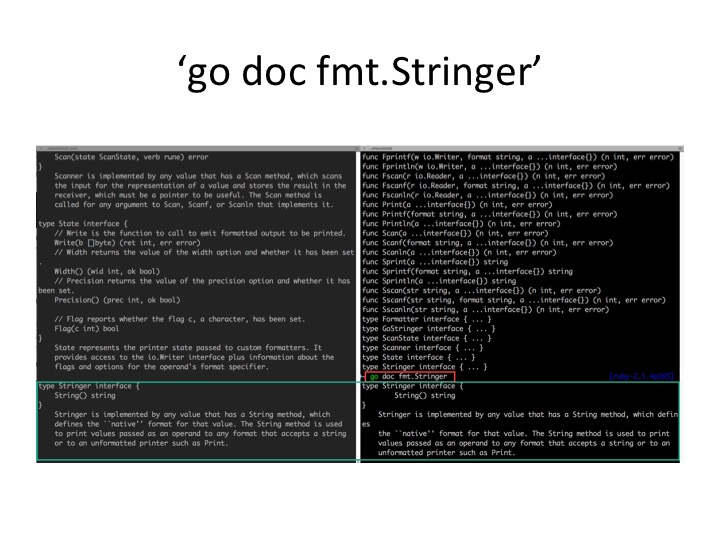 ‘go doc fmt.Stringer’
Scan(state ScanState, verb rune) error
}
Scanner is implemented by any value that has a Scan method, which scans
the input for the representation of a value and stores the result in the
receiver, which must be a pointer to be useful. The Scan method is
called for any argument to Scan, Scanf, or Scanln that implements it.
type State interface {
// Write is the function to call to emit formatted output to be printed.
Write(b []byte) (ret int, err error)
// Width returns the value of the width option and whether it has been set
.
Width() (wid int, ok bool)
// Precision returns the value of the precision option and whether it has
been set.
Precision() (prec int, ok bool)
// Flag reports whether the flag c, a character, has been set.
Flag(c int) bool
}
State represents the printer state passed to custom formatters. It
provides access to the io.Writer interface plus information about the
flags and options for the operand's format specifier.
type Stringer interface {
String() string
}
Stringer is implemented by any value that has a String method, which
defines the ``native'' format for that value. The String method is used
to print values passed as an operand to any format that accepts a string
or to an unformatted printer such as Print.
func Fprintf(w io.Writer, format string, a ...interface{}) (n int, err error)
func Fprintln(w io.Writer, a ...interface{}) (n int, err error)
func Fscan(r io.Reader, a ...interface{}) (n int, err error)
func Fscanf(r io.Reader, format string, a ...interface{}) (n int, err error)
func Fscanln(r io.Reader, a ...interface{}) (n int, err error)
func Print(a ...interface{}) (n int, err error)
func Printf(format string, a ...interface{}) (n int, err error)
func Println(a ...interface{}) (n int, err error)
func Scan(a ...interface{}) (n int, err error)
func Scanf(format string, a ...interface{}) (n int, err error)
func Scanln(a ...interface{}) (n int, err error)
func Sprint(a ...interface{}) string
func Sprintf(format string, a ...interface{}) string
func Sprintln(a ...interface{}) string
func Sscan(str string, a ...interface{}) (n int, err error)
func Sscanf(str string, format string, a ...interface{}) (n int, err error)
func Sscanln(str string, a ...interface{}) (n int, err error)
type Formatter interface { ... }
type GoStringer interface { ... }
type ScanState interface { ... }
type Scanner interface { ... }
type State interface { ... }
type Stringer interface { ... }
go doc fmt.Stringer
type Stringer interface {
String() string
}
Stringer is implemented by any value that has a String method, which defin
es
the ``native'' format for that value. The String method is used to print
values passed as an operand to any format that accepts a string or to an
unformatted printer such as Print.